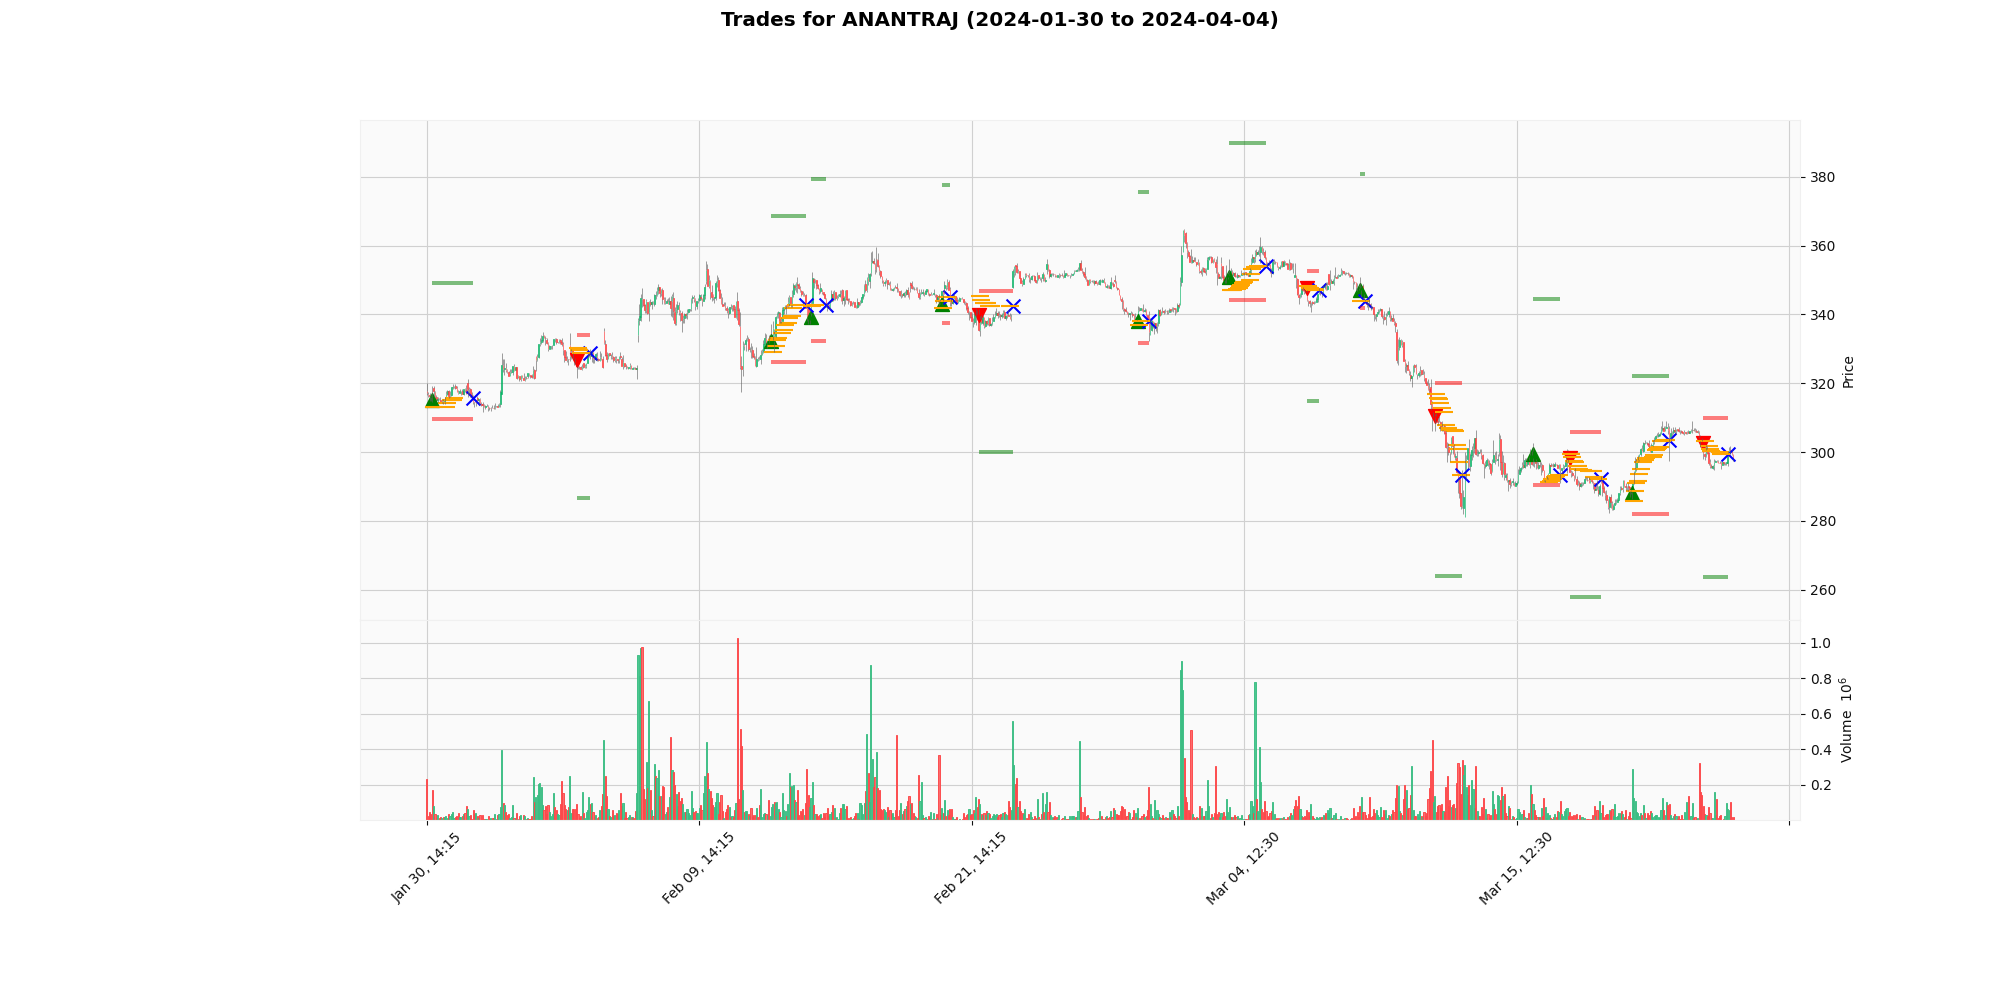 Trades for ANANTRAJ (2024-01-30 to 2024-04-04)
380
360
340
320
300
280
260
Price
1.0
0.8
0.6
0.4
0.2
Volume 10^6
Jan 30, 14:15
Feb 09, 14:15
Feb 21, 14:15
Mar 04, 12:30
Mar 15, 12:30